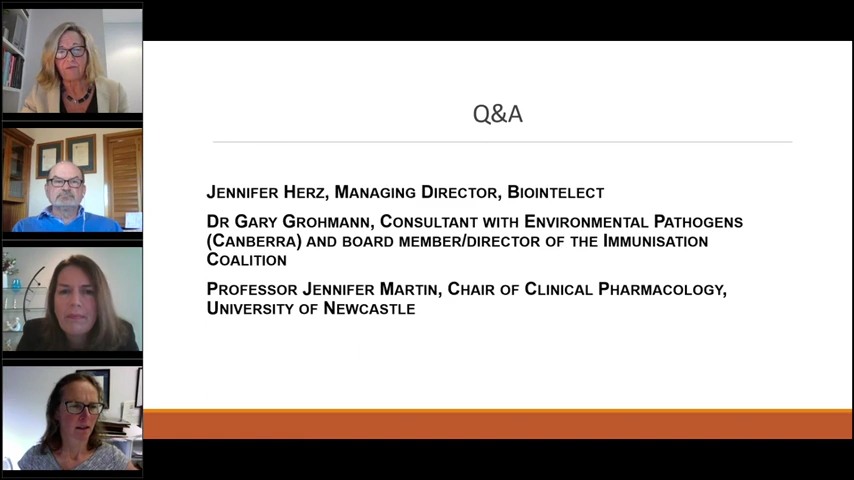 Q&A
Jennifer Herz, Managing Director, Biointelect
Dr Gary Grohmann, Consultant with Environmental Pathogens
(Canberra) and board member/director of the Immunisation
Coalition
Professor Jennifer Martin, Chair of Clinical Pharmacology,
University of Newcastle